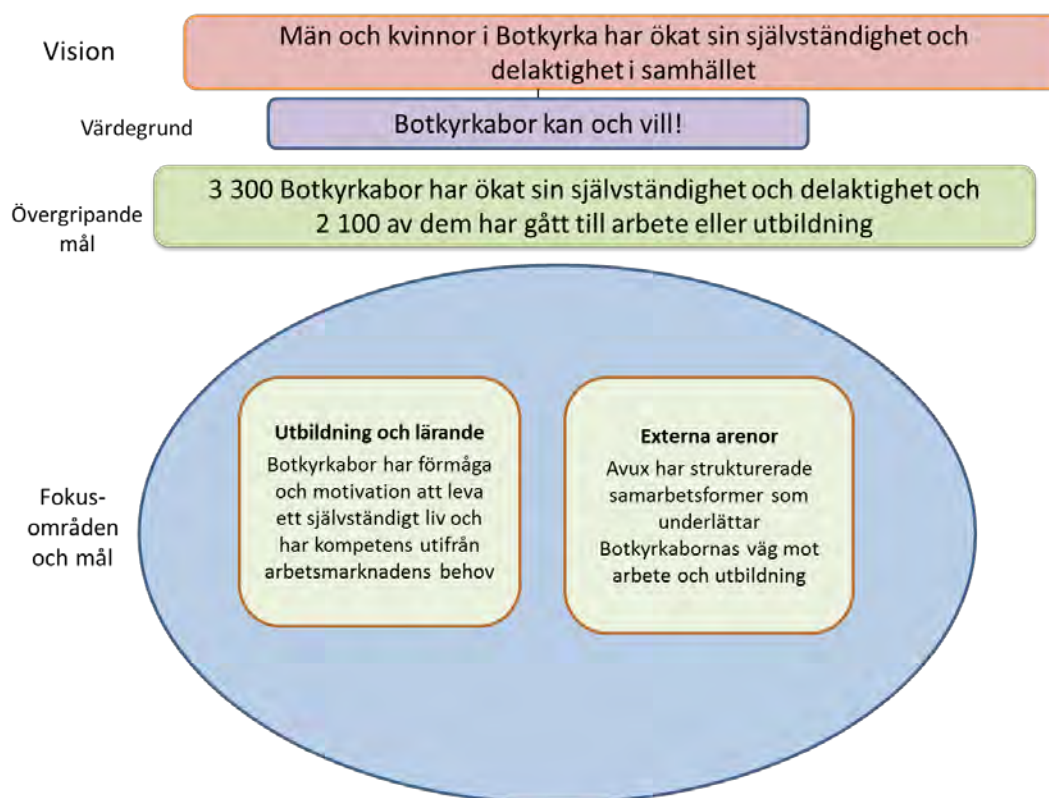 Vision
Män och kvinnor i Botkyrka har ökat sin självständighet och
delaktighet i samhället
Värdegrund
Botkyrkabor kan och vill!
Övergripande
mål
3 300 Botkyrkabor har ökat sin självständighet och delaktighet och
2 100 av dem har gått till arbete eller utbildning
Fokus-
områden
och mål
Utbildning och lärande
Botkyrkabor har förmåga
och motivation att leva
ett självständigt liv och
har kompetens utifrån
arbetsmarknadens behov
Externa arenor
Avux har strukturerade
samarbetsformer som
underlättar
Botkyrkabornas väg mot
arbete och utbildning